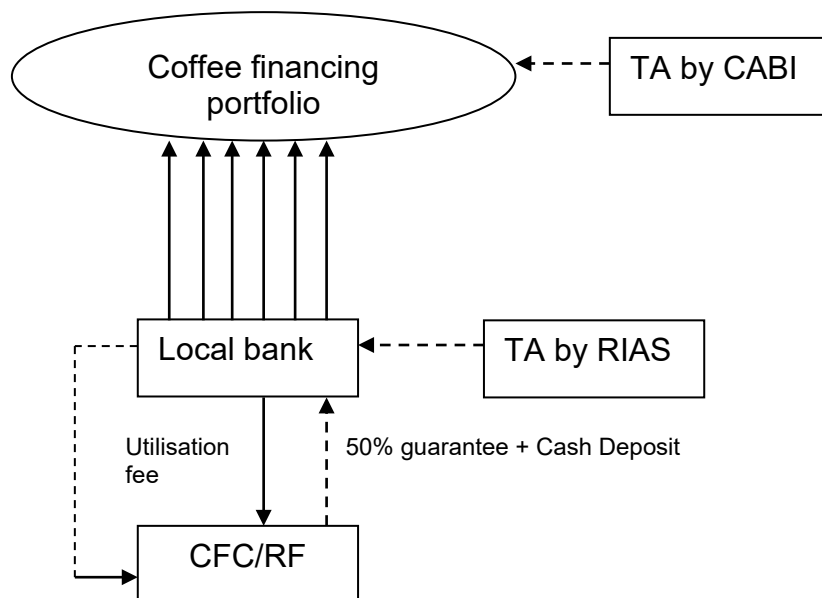 Coffee financing
portfolio
TA by CABI
Local bank
TA by RIAS
Utilisation
fee
50% guarantee + Cash Deposit
CFC/RF